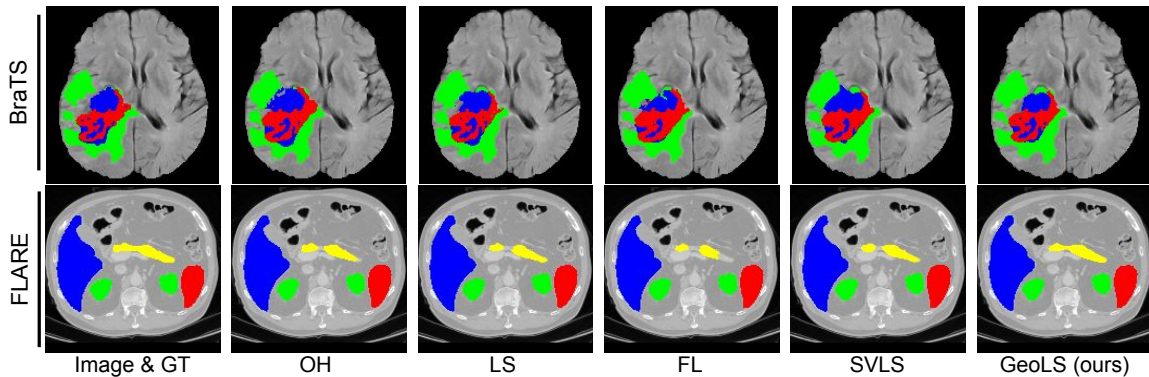 BraTS
FLARE
Image & GT
OH
LS
FL
SVLS
GeoLS (ours)